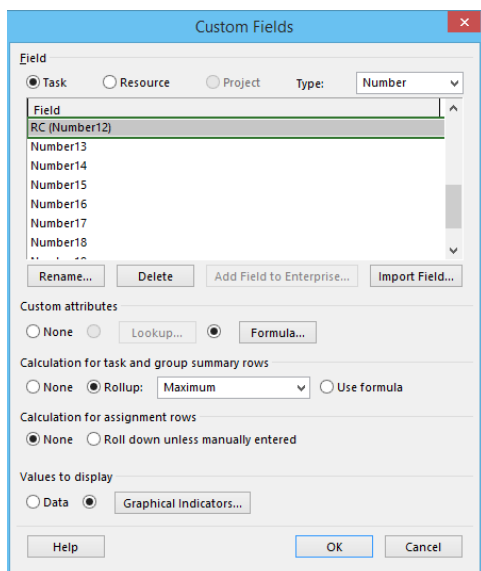 Custom Fields
Field
Task Resource Project Type: Number
Field
RC (Number12)
Number13
Number14
Number15
Number16
Number17
Number18
Rename... Delete Add Field to Enterprise... Import Field...
Custom attributes
None Lookup... Formula...
Calculation for task and group summary rows
None Rollup: Maximum Use formula
Calculation for assignment rows
None Roll down unless manually entered
Values to display
Data Graphical Indicators...
Help OK Cancel